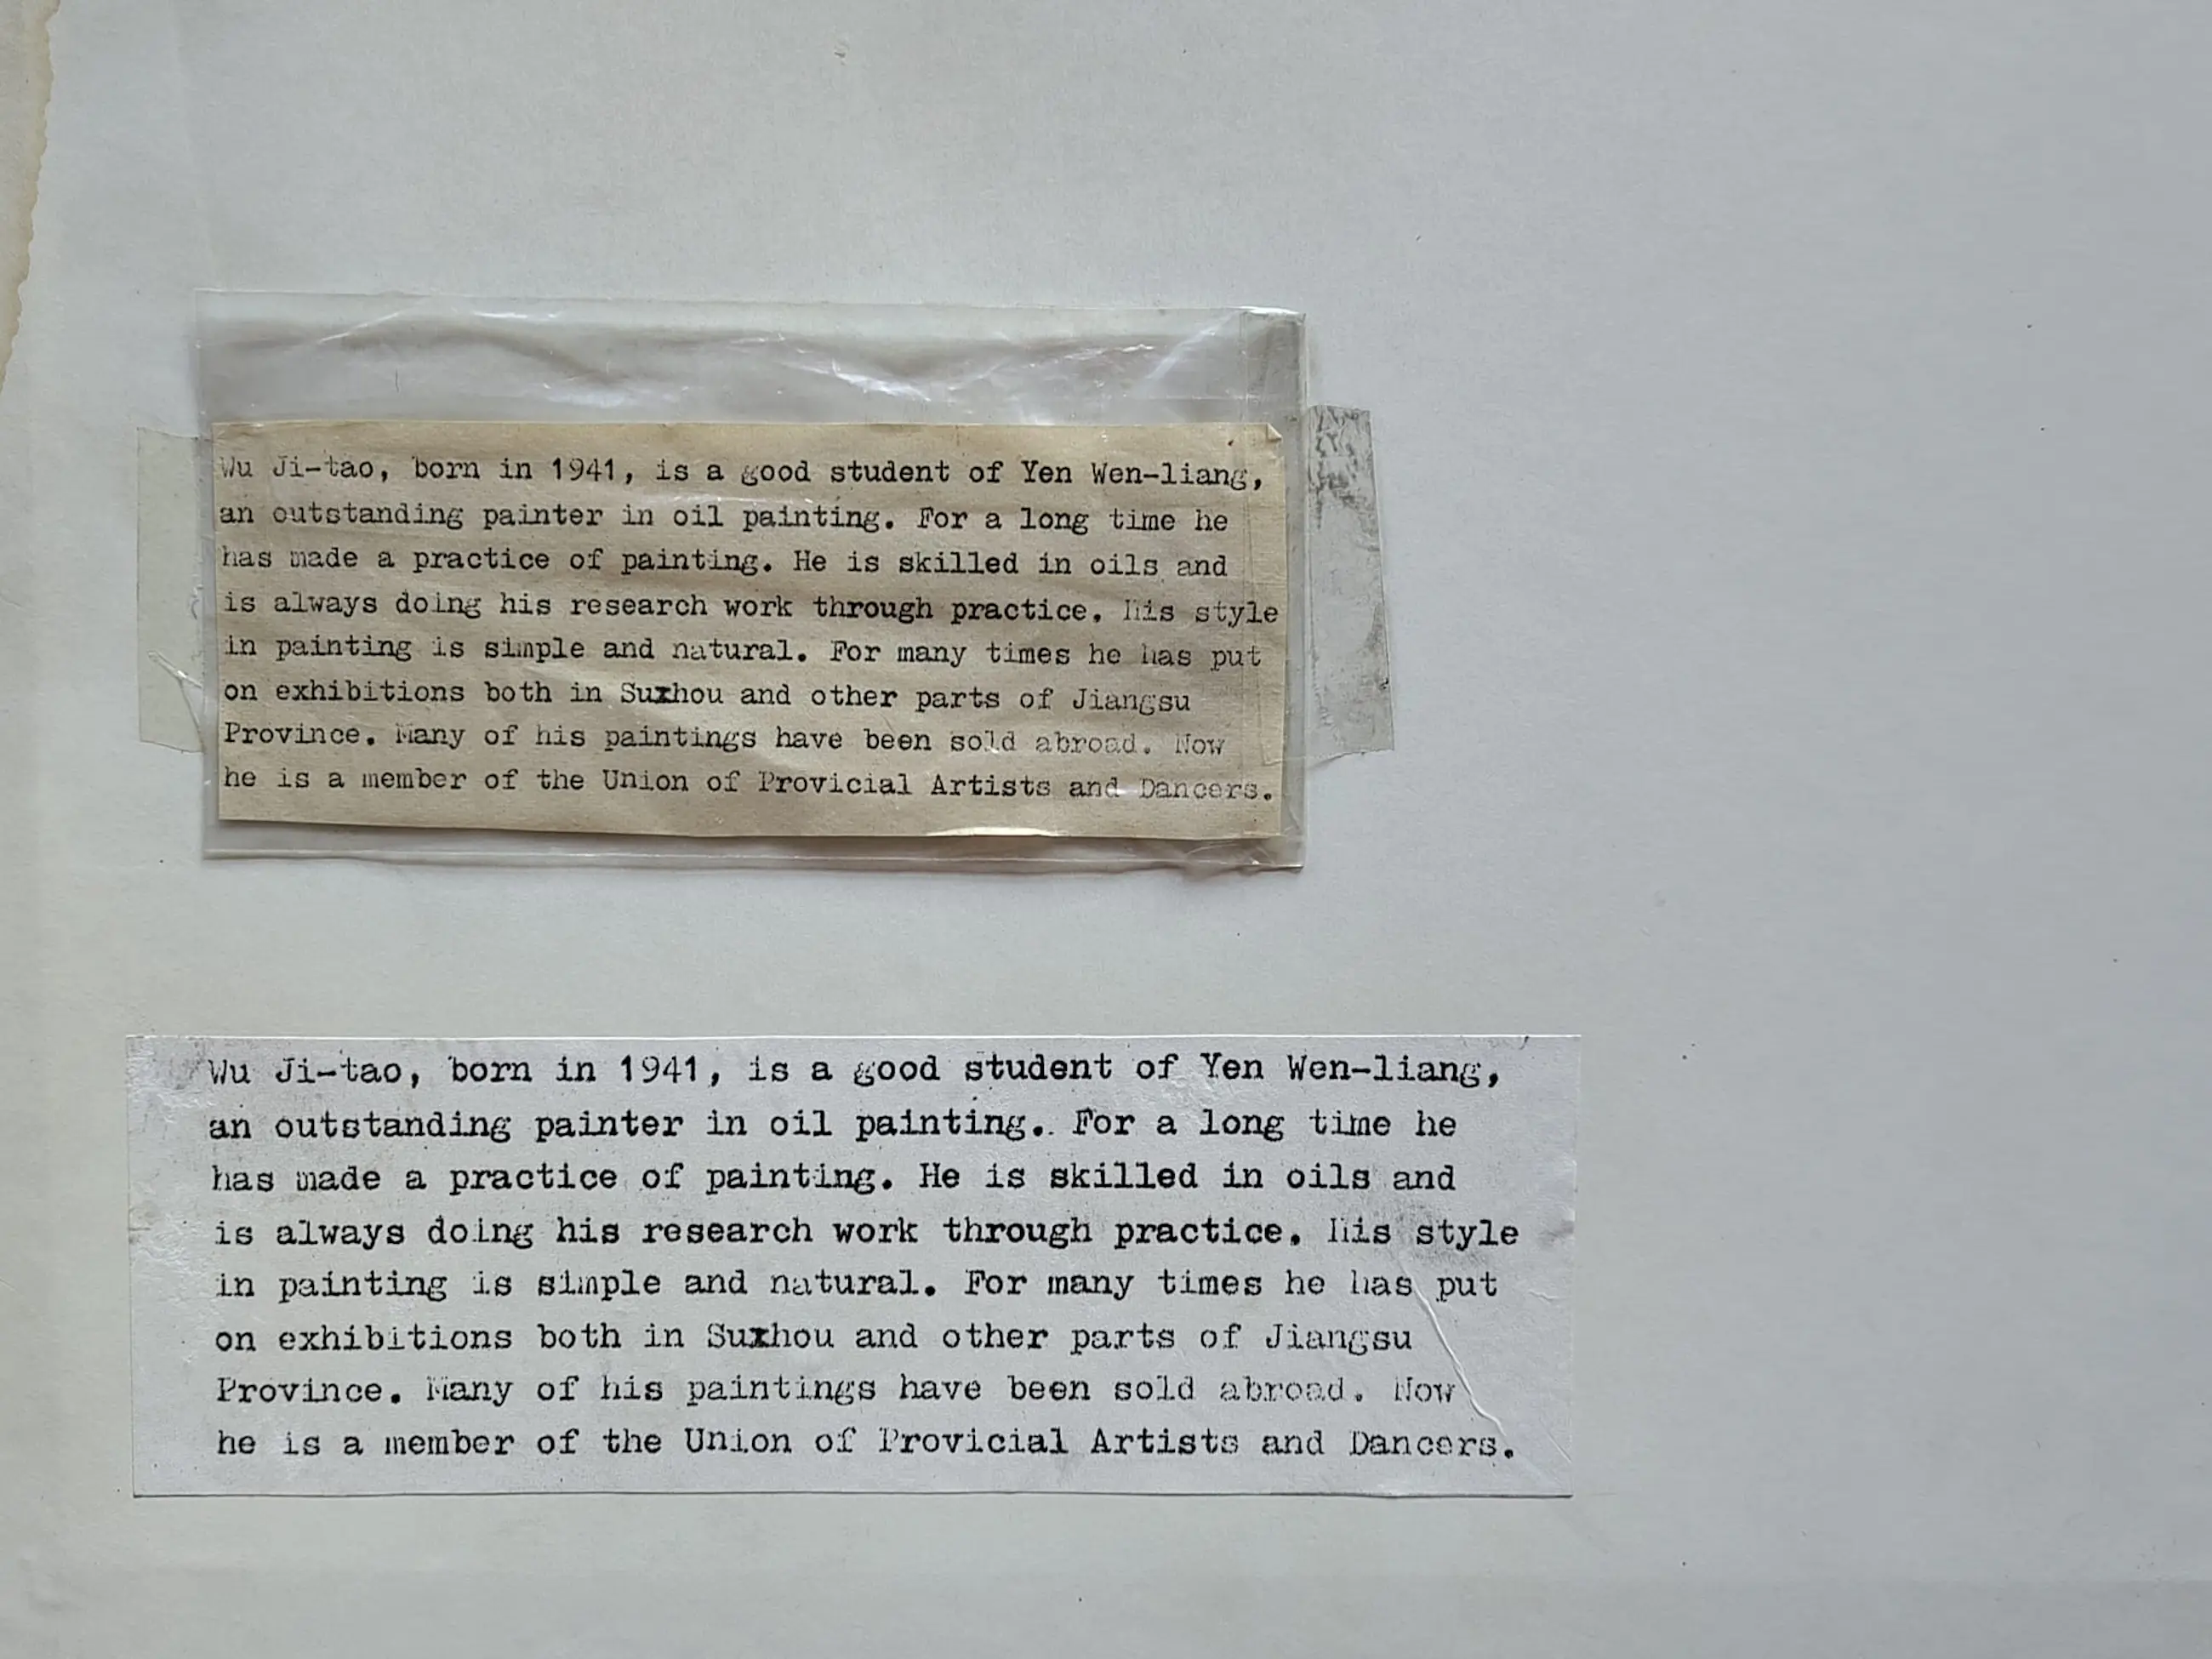 Wu Ji-tao, born in 1941, is a good student of Yen Wen-liang,
an outstanding painter in oil painting. For a long time he
has made a practice of painting. He is skilled in oils and
is always doing his research work through practice. His style
in painting is simple and natural. For many times he has put
on exhibitions both in Suzhou and other parts of Jiangsu
Province. Many of his paintings have been sold abroad. Now
he is a member of the Union of Provicial Artists and Dancers.
Wu Ji-tao, born in 1941, is a good student of Yen Wen-liang,
an outstanding painter in oil painting. For a long time he
has made a practice of painting. He is skilled in oils and
is always doing his research work through practice. His style
in painting is simple and natural. For many times he has put
on exhibitions both in Suzhou and other parts of Jiangsu
Province. Many of his paintings have been sold abroad. Now
he is a member of the Union of Provicial Artists and Dancers.